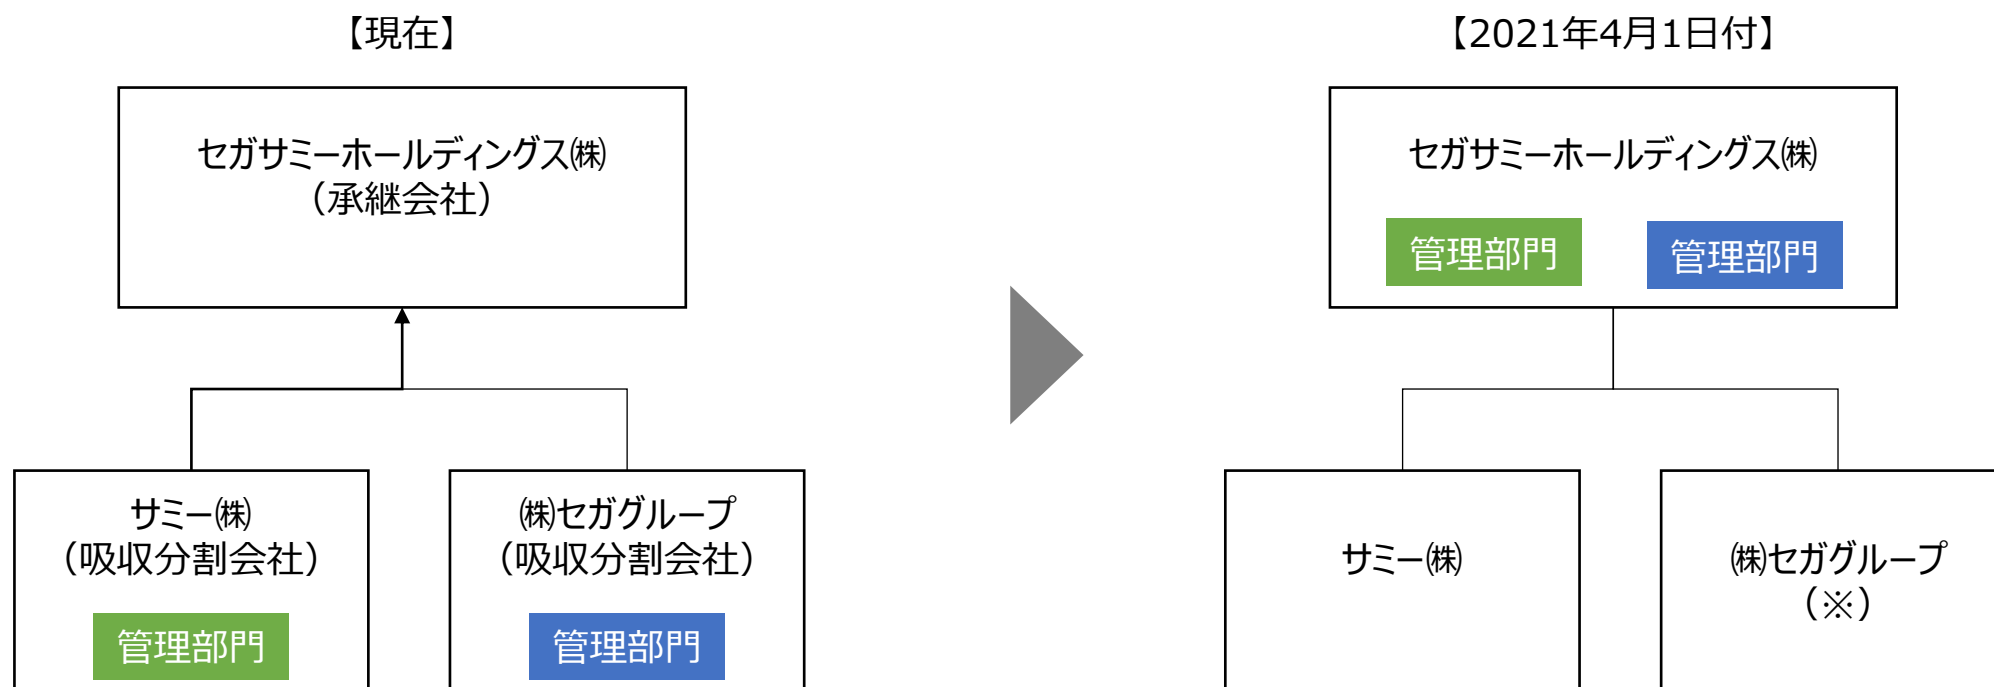 【現在】
セガサミーホールディングス㈱
（承継会社）
サミー㈱
（吸収分割会社）
管理部門
㈱セガグループ
（吸収分割会社）
管理部門
【2021年4月1日付】
セガサミーホールディングス㈱
管理部門
管理部門
サミー㈱
㈱セガグループ
（※）